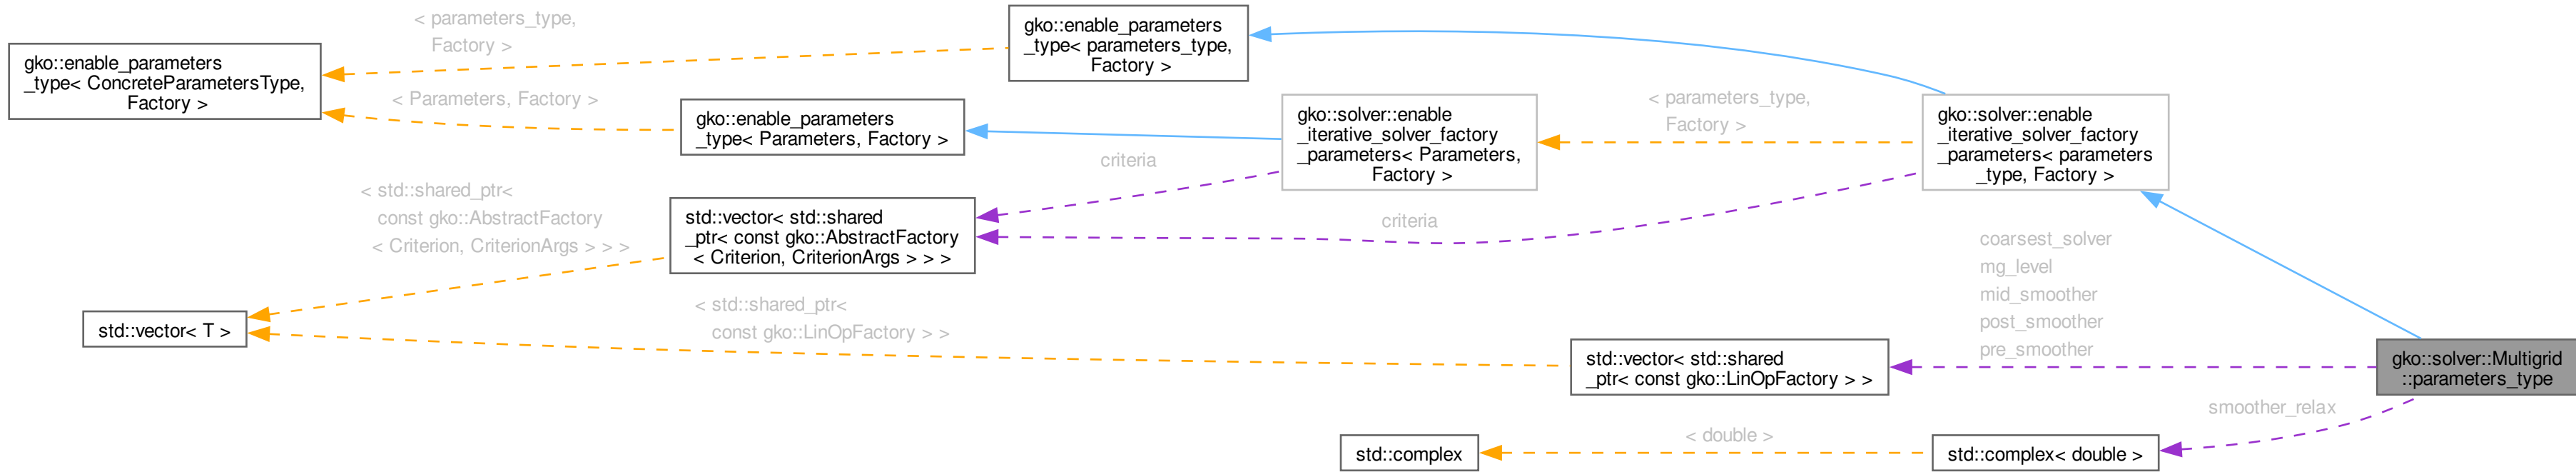 gko::enable_parameters
_type< ConcreteParametersType,
Factory >
< parameters_type,
Factory >
< Parameters, Factory >
gko::enable_parameters
_type< parameters_type,
Factory >
gko::enable_parameters
_type< Parameters, Factory >
gko::solver::enable
_iterative_solver_factory
_parameters< Parameters,
Factory >
< parameters_type,
Factory >
gko::solver::enable
_iterative_solver_factory
_parameters< parameters
_type, Factory >
criteria
criteria
< std::shared_ptr<
const gko::AbstractFactory
< Criterion, CriterionArgs > > >
std::vector< std::shared
_ptr< const gko::AbstractFactory
< Criterion, CriterionArgs > > >
std::vector< T >
< std::shared_ptr<
const gko::LinOpFactory > >
std::vector< std::shared
_ptr< const gko::LinOpFactory > >
coarsest_solver
mg_level
mid_smoother
post_smoother
pre_smoother
gko::solver::Multigrid
::parameters_type
smoother_relax
std::complex
< double >
std::complex< double >